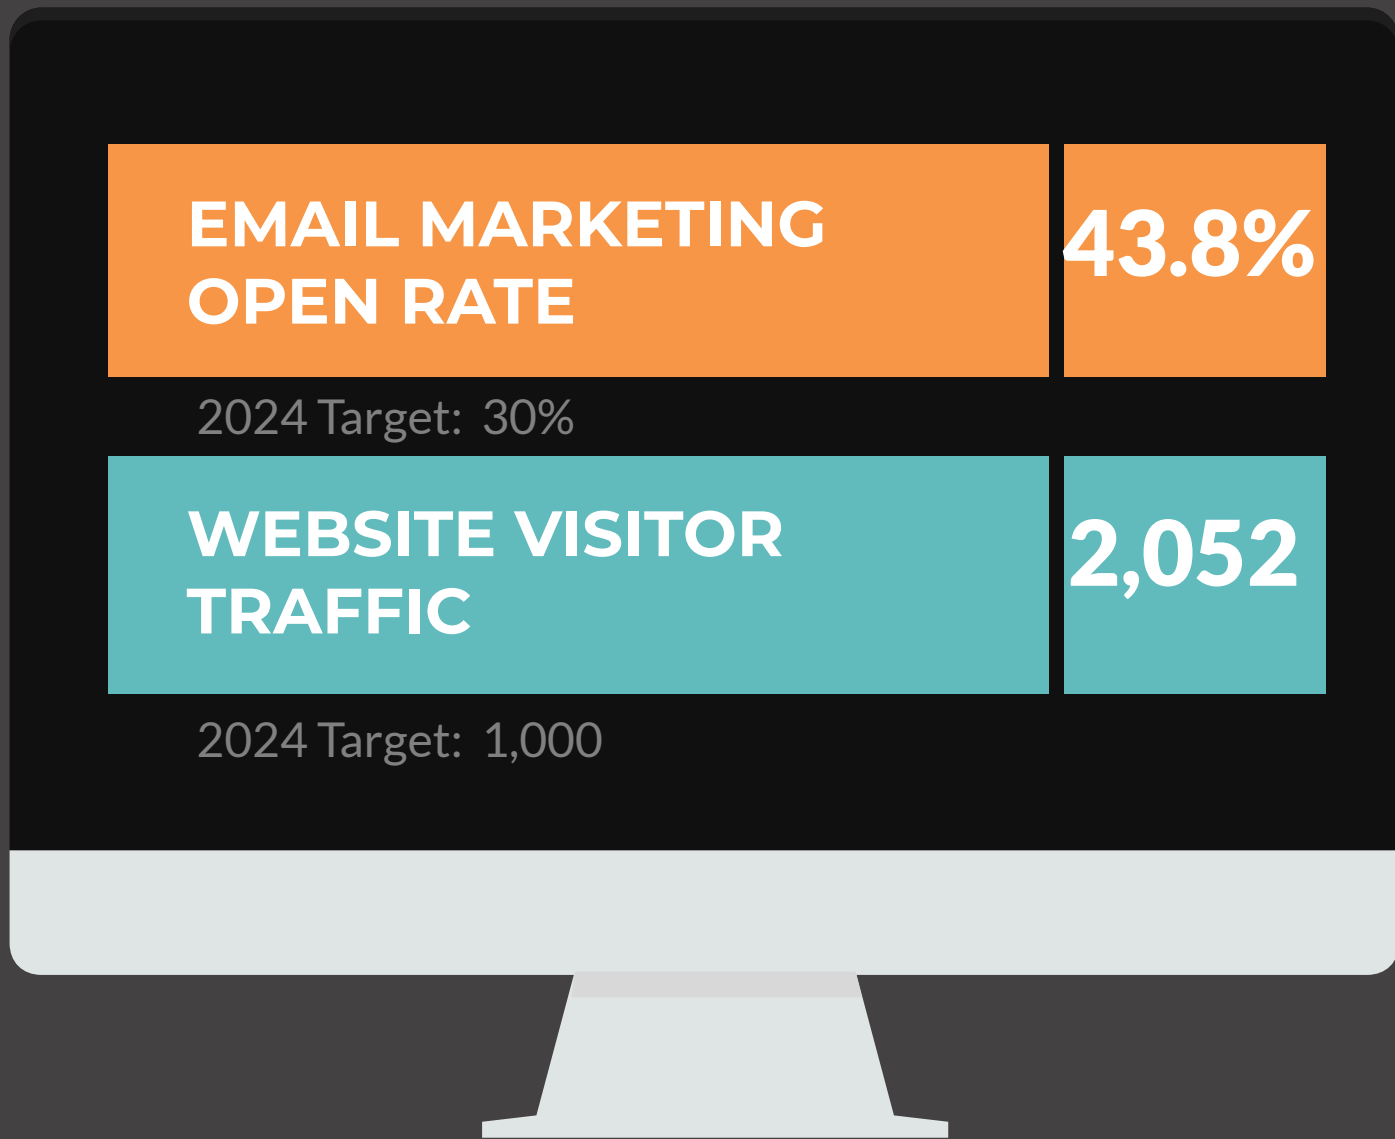 EMAIL MARKETING
OPEN RATE
43.8%
2024 Target: 30%
WEBSITE VISITOR
TRAFFIC
2,052
2024 Target: 1,000